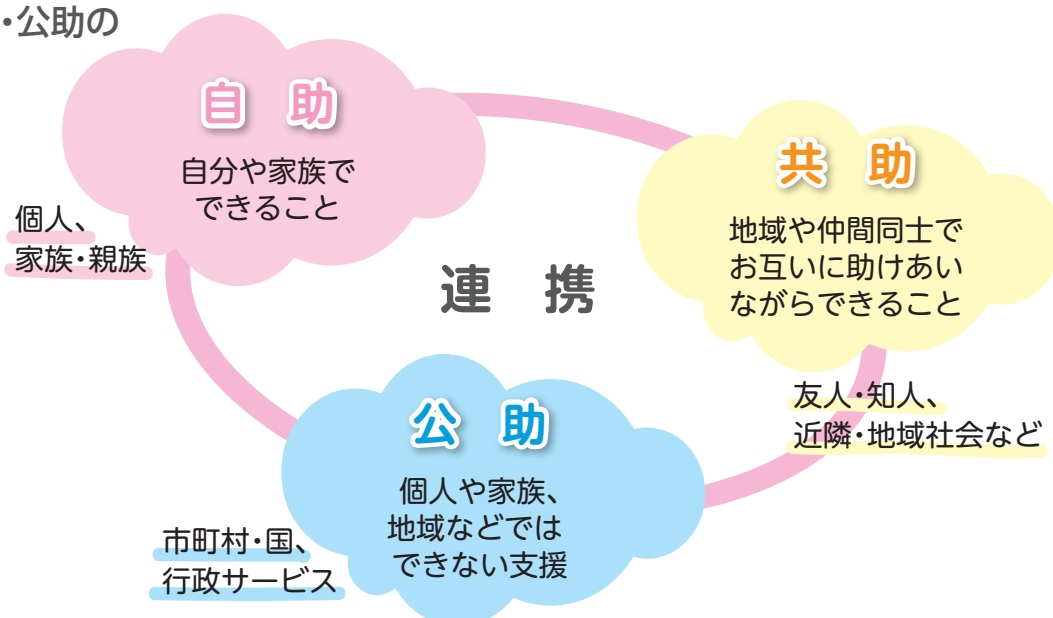 ・公助の
自 助
自分や家族で
できること
個人、
家族・親族
共 助
地域や仲間同士で
お互いに助けあい
ながらできること
友人・知人、
近隣・地域社会など
連 携
公 助
個人や家族、
地域などでは
できない支援
市町村・国、
行政サービス